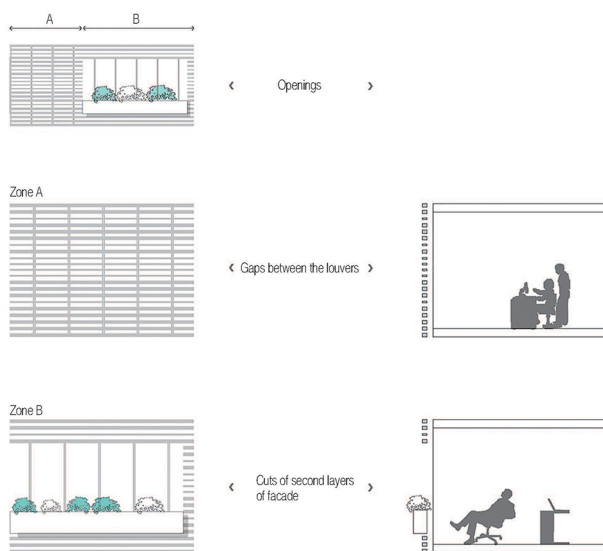 A B
‹ Openings ›
Zone A
‹ Gaps between the louvers ›
Zone B
‹ Cuts of second layers ›
of facade